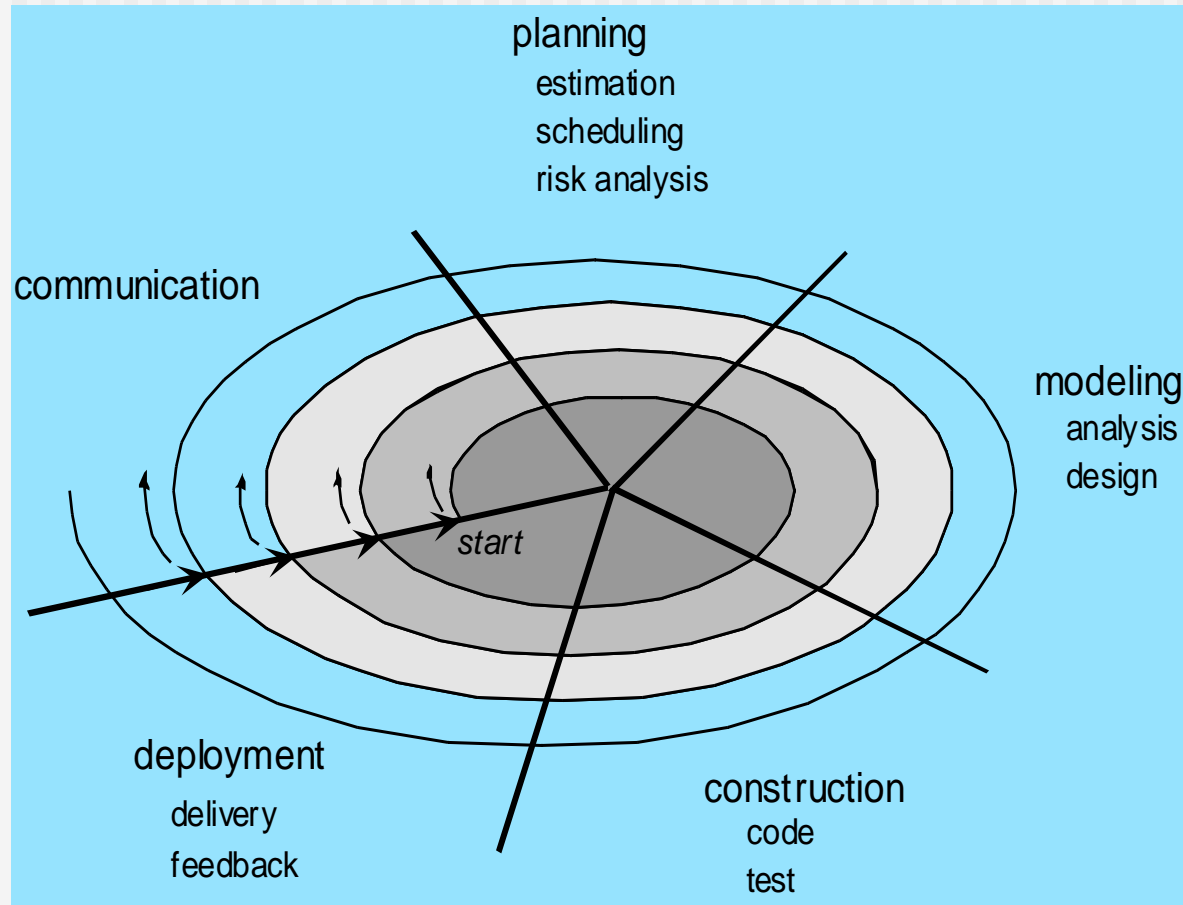 planning
estimation
scheduling
risk analysis
communication
modeling
analysis
design
start
deployment
delivery
feedback
construction
code
test